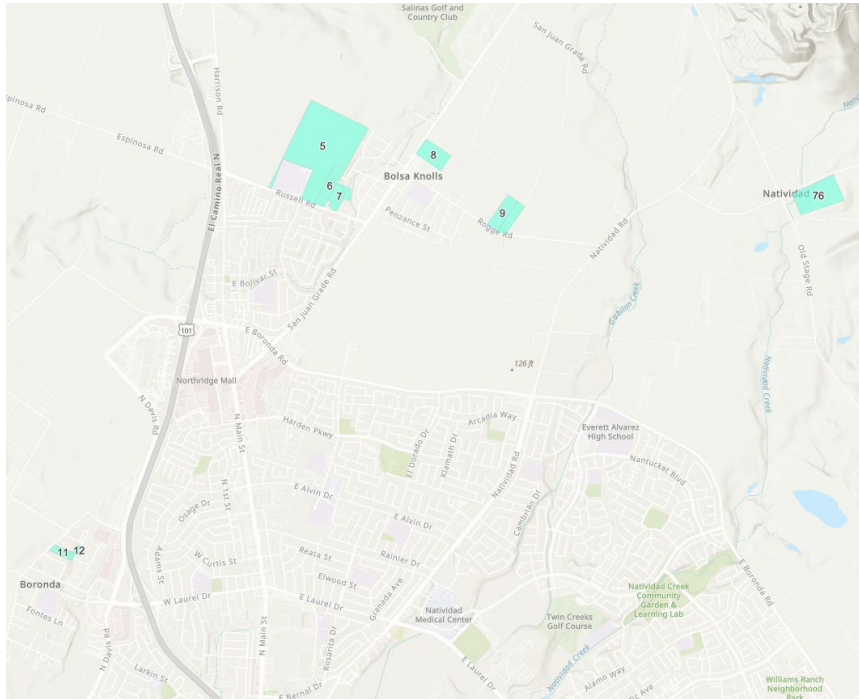 Salinas Golf and
Country Club
San Juan Grade Rd
Harrison Rd
Espinosa Rd
Espinosa Rd
El Camino Real N
5
6
7
8
Bolsa Knolls
9
Russell Rd
Penzance St
Rogge Rd
Natividad Rd
Natividad
76
Old Stage Rd
Gabilan Creek
Natividad Creek
E Bolivar St
San Juan Grade Rd
101
E Boronda Rd
126 ft
Northridge Mall
N Davis Rd
N Main St
Harden Pkwy
El Dorado Dr
Klamath Dr
Arcadia Way
Natividad Rd
Everett Alvarez
High School
Nantucket Blvd
N 1st St
Osage Dr
E Alvin Dr
E Alvin Dr
Cambrian Dr
11
12
Boronda
Adams St
W Curtis St
Reata St
Rainier Dr
Elwood St
W Laurel Dr
E Laurel Dr
Granada Ave
Fontes Ln
N Davis Rd
Larkin St
N Main St
Rosarita Dr
E Bernal Dr
Natividad
Medical Center
E Laurel Dr
Twin Creeks
Golf Course
Natividad Creek
Alamo Way
Natividad Creek
Community
Garden &
Learning Lab
E Boronda Rd
Williams Ranch
Neighborhood
Park